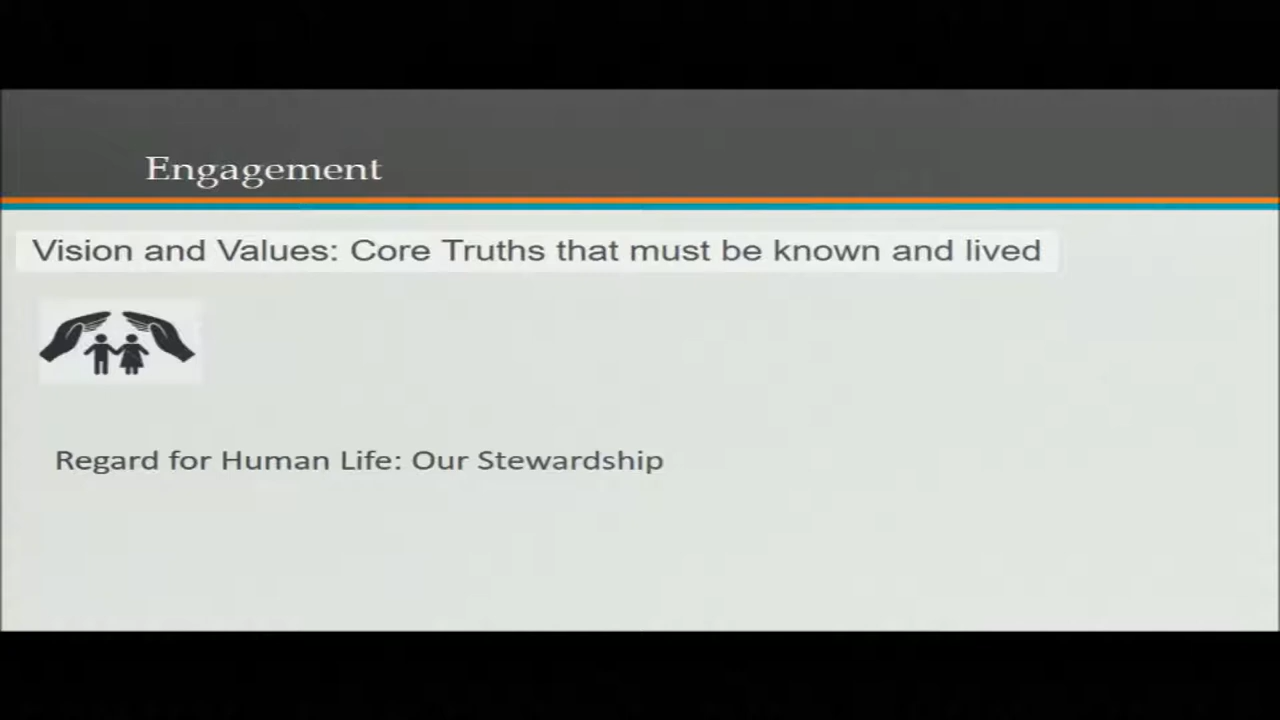 Engagement
Vision and Values: Core Truths that must be known and lived
Regard for Human Life: Our Stewardship